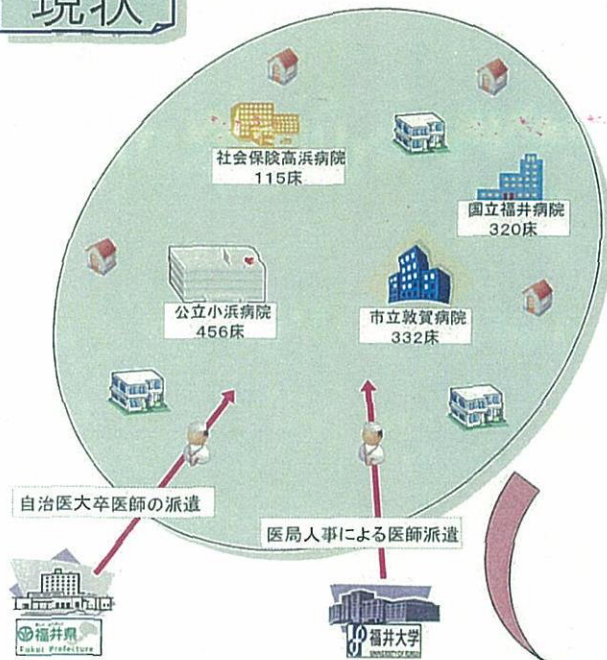 現状
社会保険高浜病院
115床
国立福井病院
320床
公立小浜病院
456床
市立敦賀病院
332床
自治医大卒医師の派遣
医局人事による医師派遣
福井県
Fukui Prefecture
福井大学
UNIVERSITY OF FUKUI